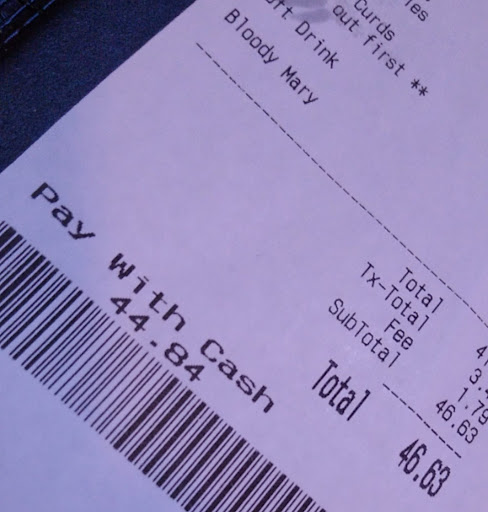 Curds
out first **
Drink
Bloody Mary
Total
Tx-Total
Fee 1.79
SubTotal 46.63
Total 46.63
Pay With Cash
44.84